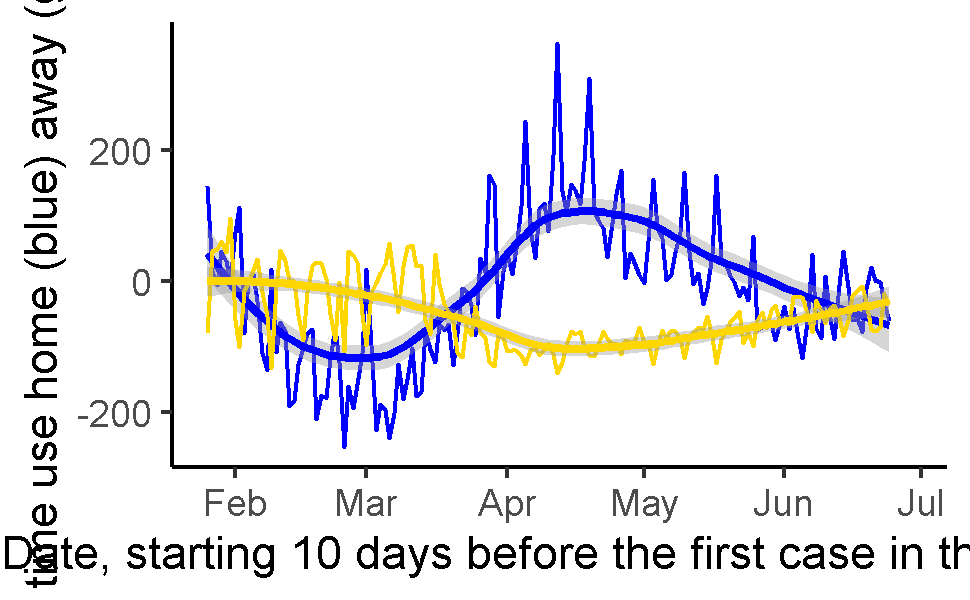 time use home (blue) away (
200
0
-200
Feb Mar Apr May Jun Jul
Date, starting 10 days before the first case in th